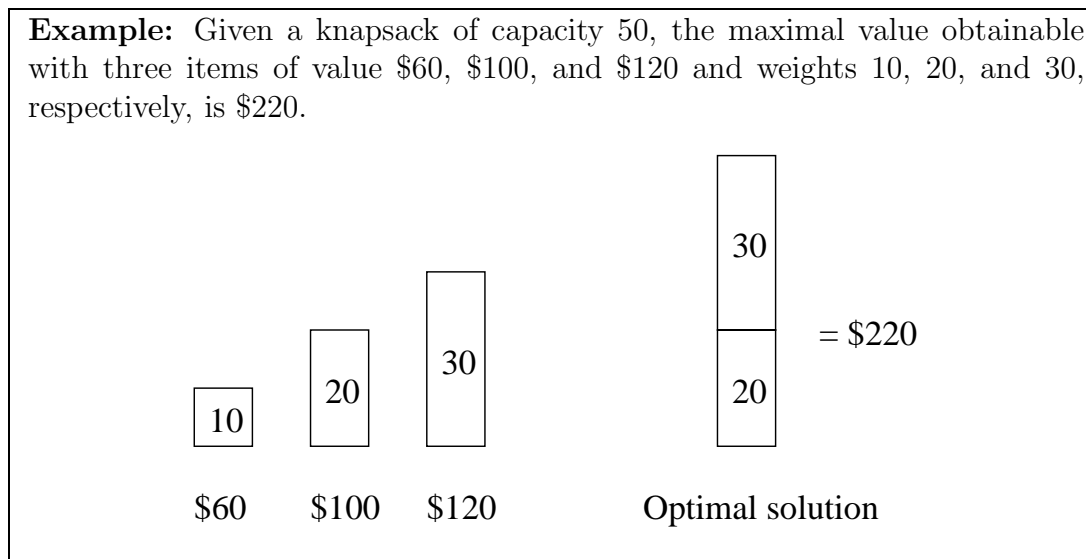 Example: Given a knapsack of capacity 50, the maximal value obtainable
with three items of value $60, $100, and $120 and weights 10, 20, and 30,
respectively, is $220.
30
= $220
30
20
20
10
$60 $100 $120 Optimal solution